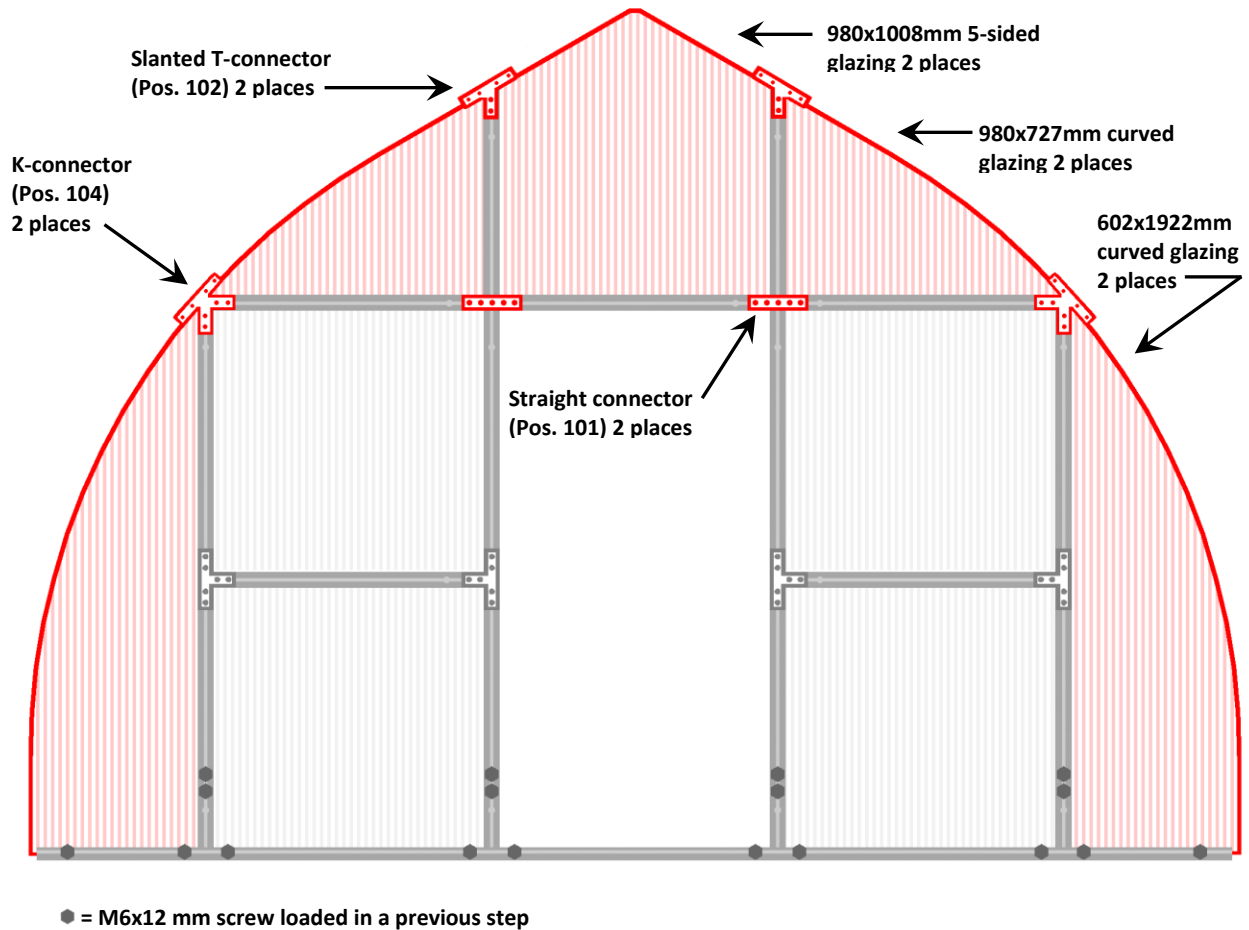 980x1008mm 5-sided
glazing 2 places
Slanted T-connector
(Pos. 102) 2 places
980x727mm curved
glazing 2 places
K-connector
(Pos. 104)
2 places
602x1922mm
curved glazing
2 places
Straight connector
(Pos. 101) 2 places
= M6x12 mm screw loaded in a previous step